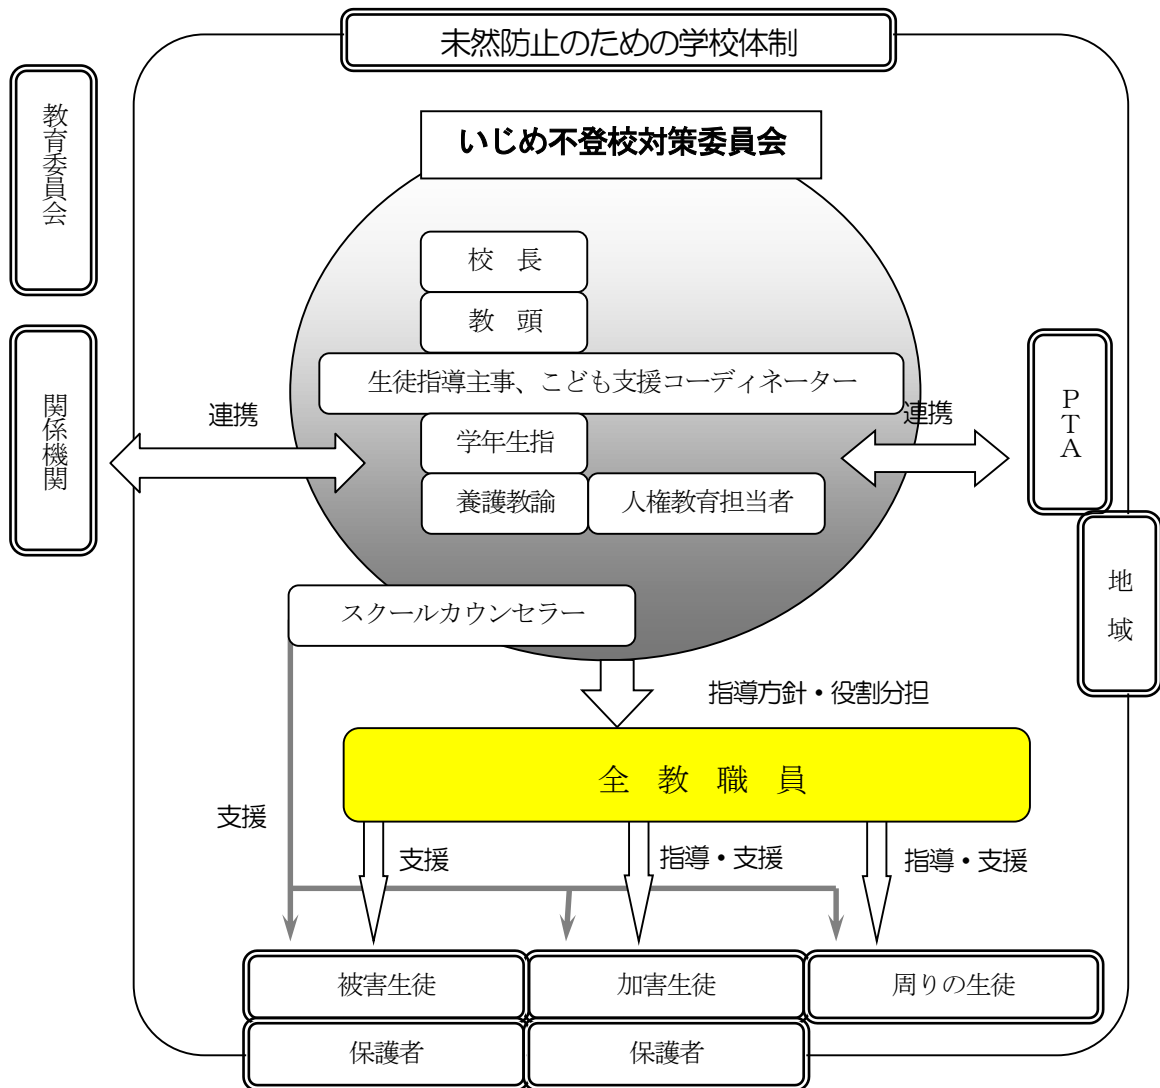 未然防止のための学校体制
教育委員会
いじめ不登校対策委員会
校　長
教　頭
生徒指導主事、こども支援コーディネーター
学年生指
養護教諭
人権教育担当者
関係機関
連携
連携
ＰＴＡ
地　域
スクールカウンセラー
指導方針・役割分担
全　教　職　員
支援
支援
指導・支援
指導・支援
被害生徒
加害生徒
周りの生徒
保護者
保護者